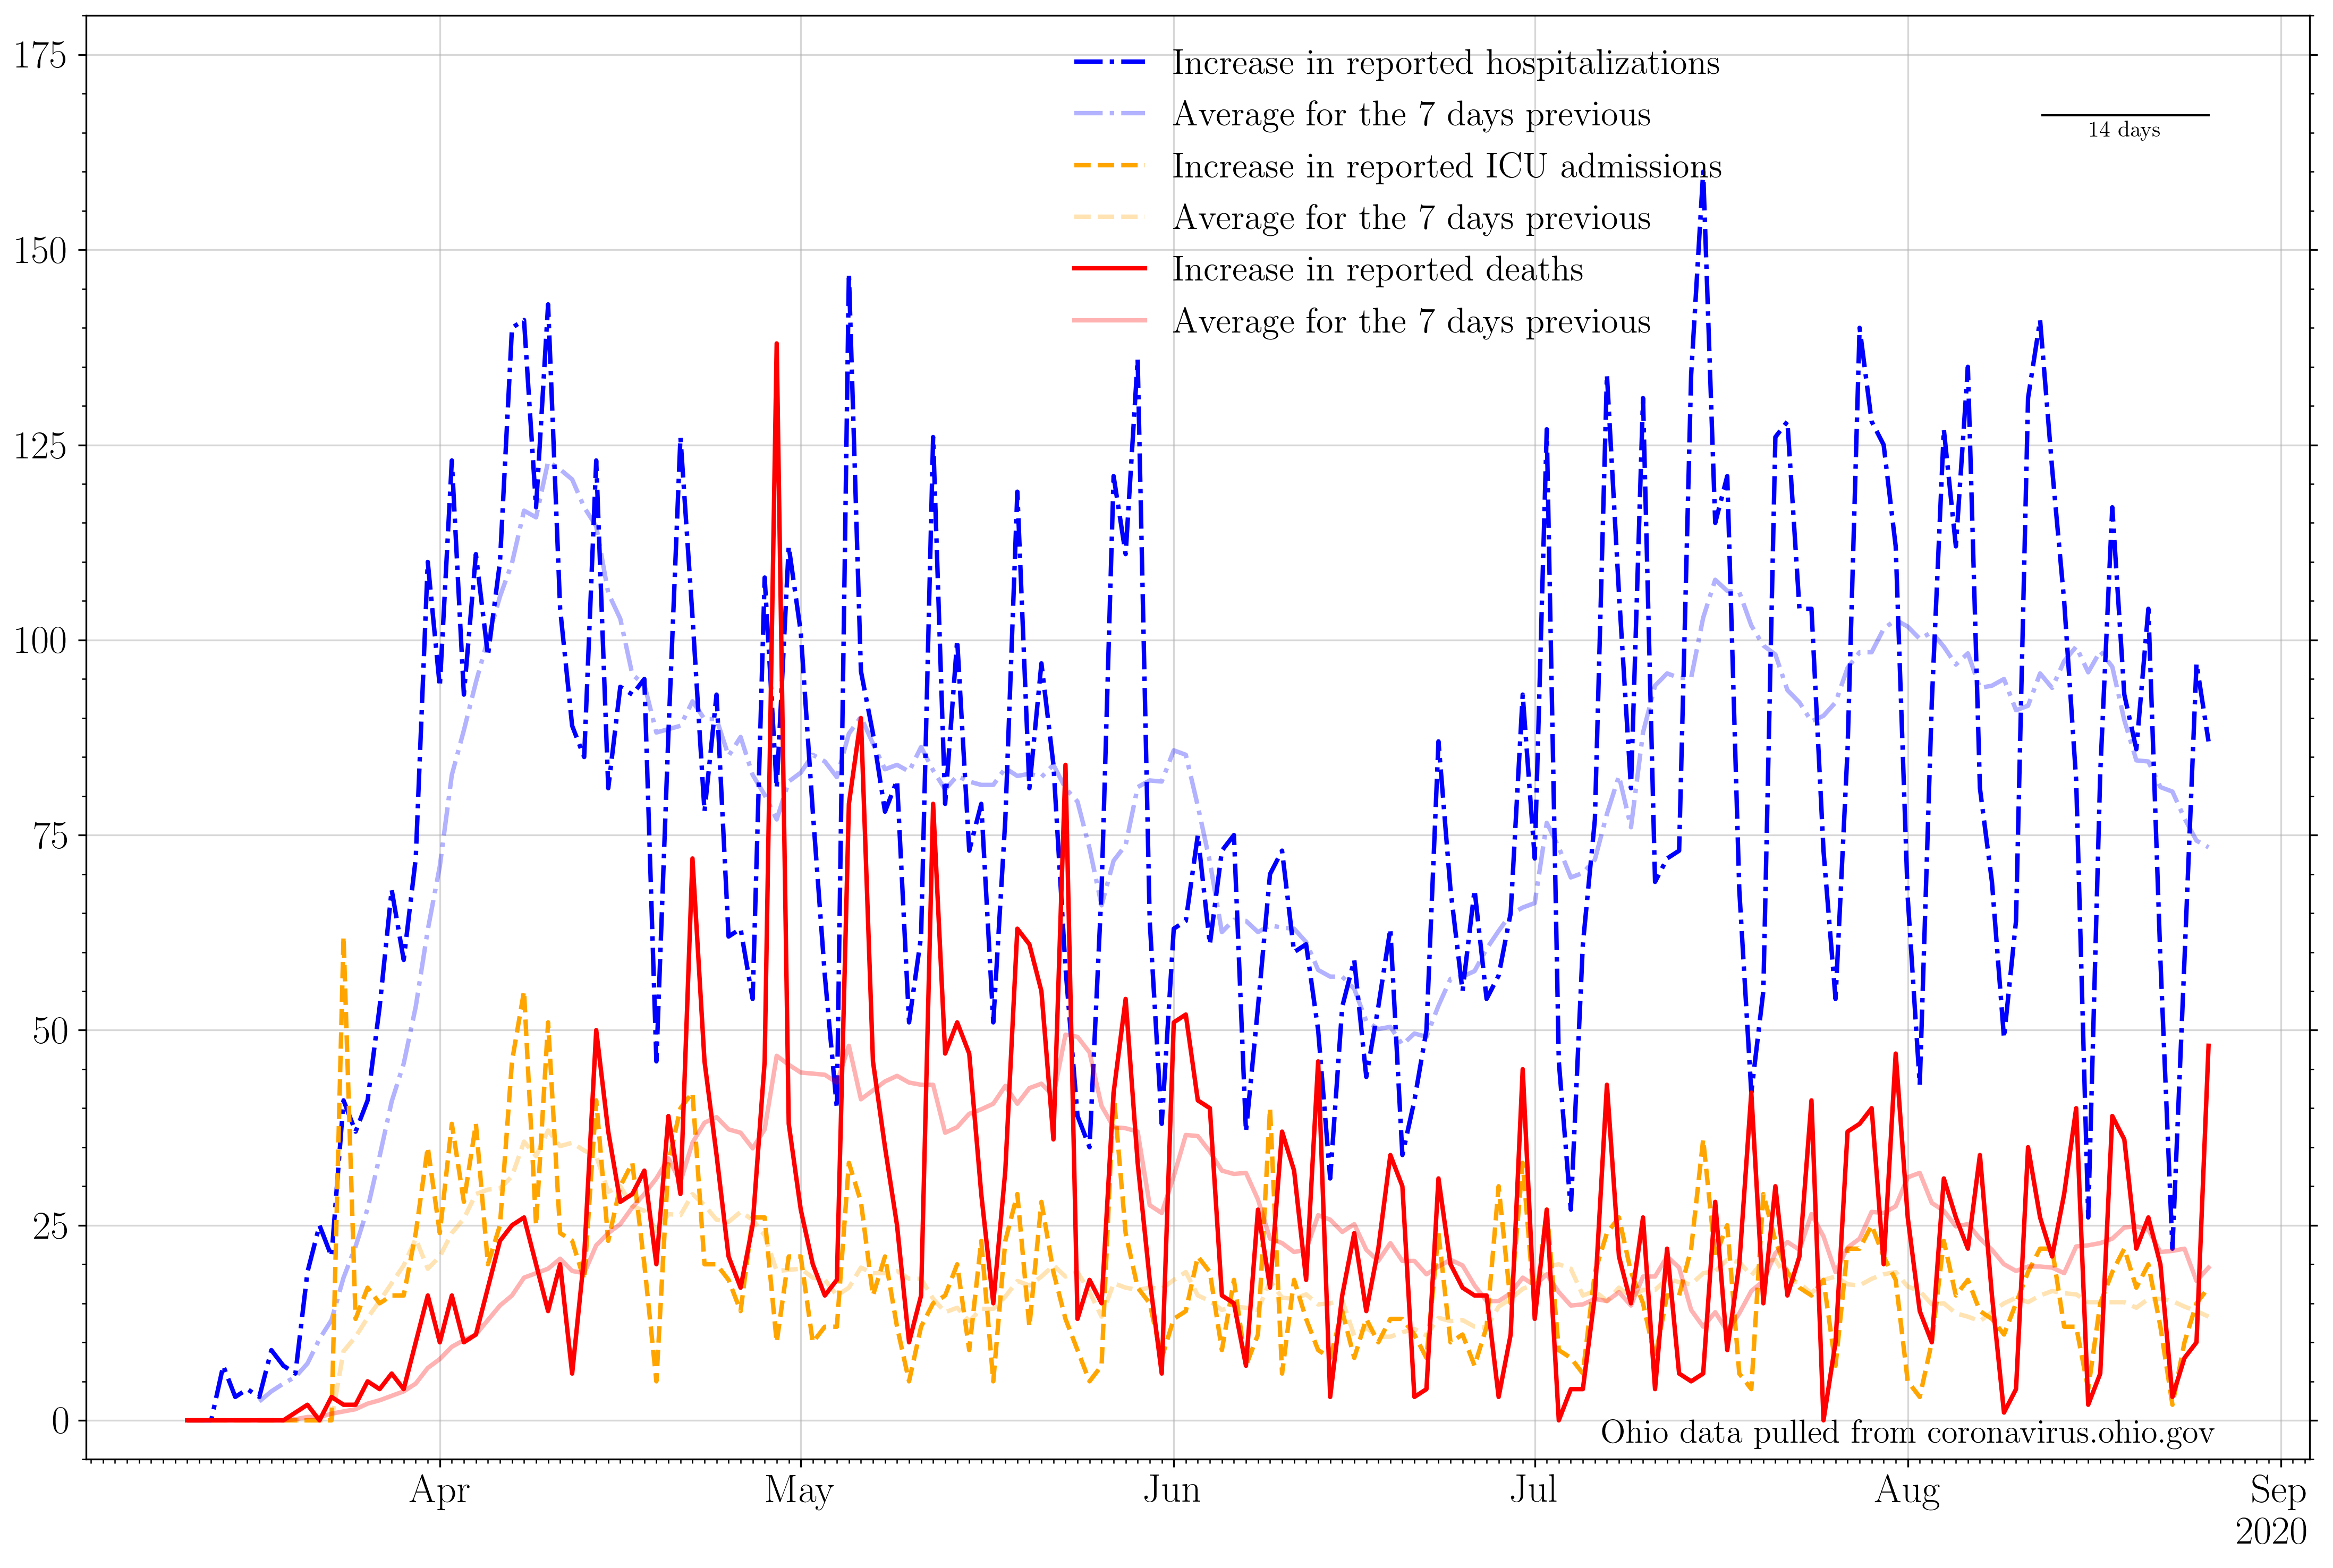 175
150
125
100
75
50
25
0
Increase in reported hospitalizations
Average for the 7 days previous
Increase in reported ICU admissions
Average for the 7 days previous
Increase in reported deaths
Average for the 7 days previous
14 days
Ohio data pulled from coronavirus.ohio.gov
Apr May Jun Jul Aug Sep
2020